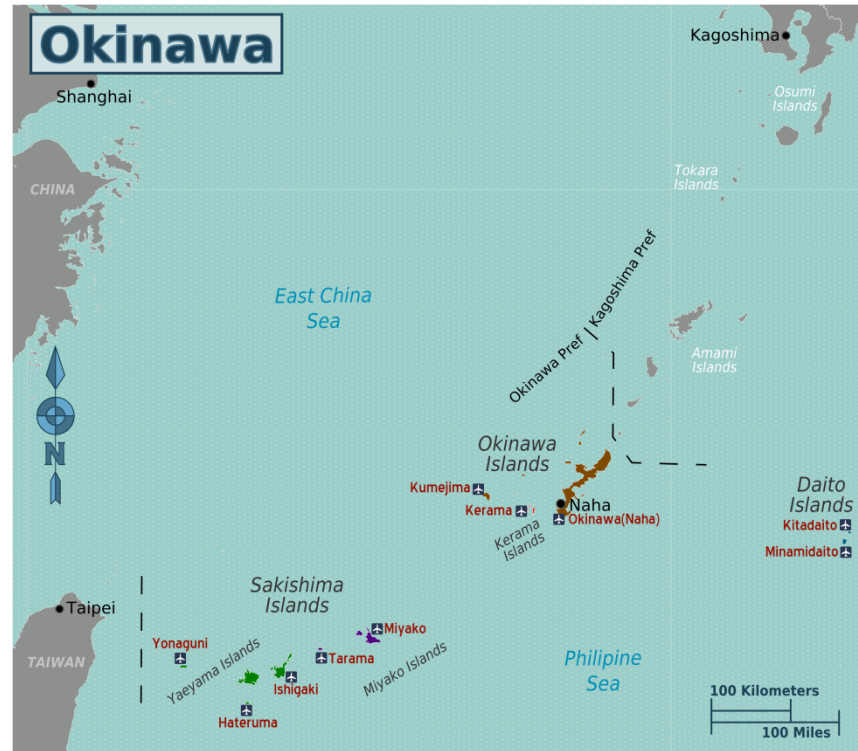 Okinawa
Kagoshima
Shanghai
Osumi
Islands
CHINA
Tokara
Islands
East China
Sea
Kagoshima Pref
Okinawa Pref
Amami
Islands
N
Okinawa
Islands
Kumejima
Kerama
Naha
Okinawa(Naha)
Kerama
Islands
Daito
Islands
Kitadaito
Minamidaito
Taipei
Sakishima
Islands
Miyako
Yonaguni
TAIWAN
Tarama
Yaeyama Islands
Miyako Islands
Ishigaki
Hateruma
Philipine
Sea
100 Kilometers
100 Miles